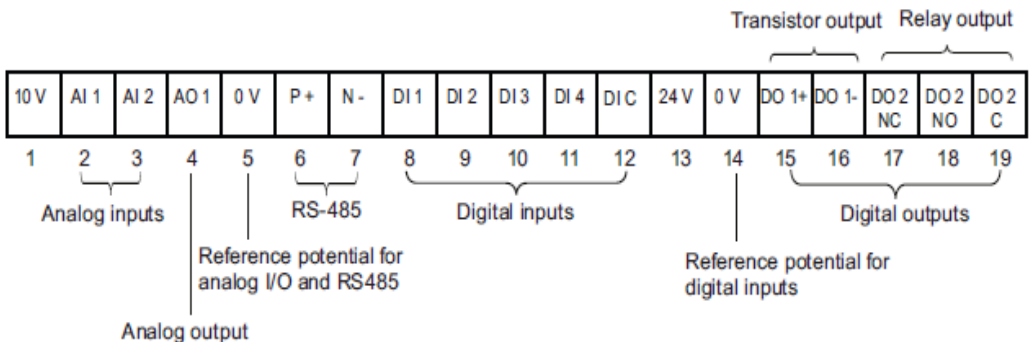 Transistor output Relay output
10 V AI 1 AI 2 AO 1 0 V P + N - DI 1 DI 2 DI 3 DI 4 DI C 24 V 0 V DO 1+ DO 1- DO 2 NC DO 2 NO DO 2 C
1 2 3 4 5 6 7 8 9 10 11 12 13 14 15 16 17 18 19
Analog inputs RS-485 Digital inputs Digital outputs
Reference potential for
analog I/O and RS485
Reference potential for
digital inputs
Analog output